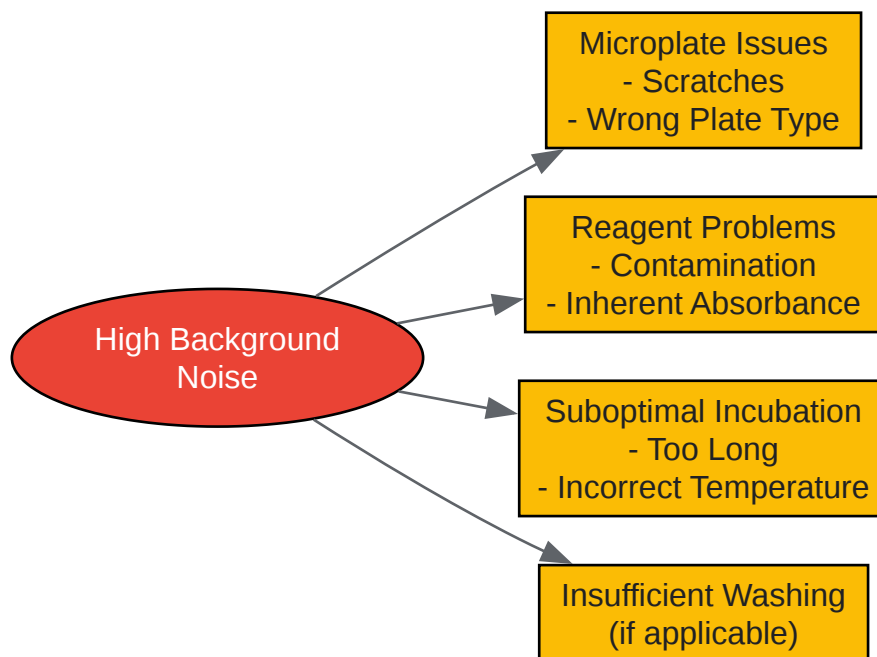 High Background
Noise
Microplate Issues
- Scratches
- Wrong Plate Type
Reagent Problems
- Contamination
- Inherent Absorbance
Suboptimal Incubation
- Too Long
- Incorrect Temperature
Insufficient Washing
(if applicable)